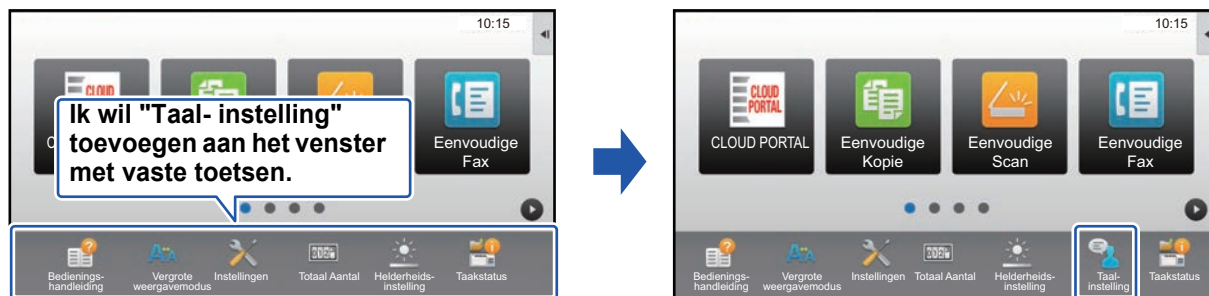 10:15
CLOUD
Ik wil "Taal- instelling"
toevoegen aan het venster
met vaste toetsen.
Eenvoudige
Fax
Bedienings-
handleiding
Vergrote
weergavemodus
Instellingen
Totaal Aantal
Helderheids-
instelling
Taakstatus
10:15
CLOUD
PORTAL
CLOUD PORTAL
Eenvoudige
Kopie
Eenvoudige
Scan
Eenvoudige
Fax
Bedienings-
handleiding
Vergrote
weergavemodus
Instellingen
Totaal Aantal
Helderheids-
instelling
Taal-
instelling
Taakstatus